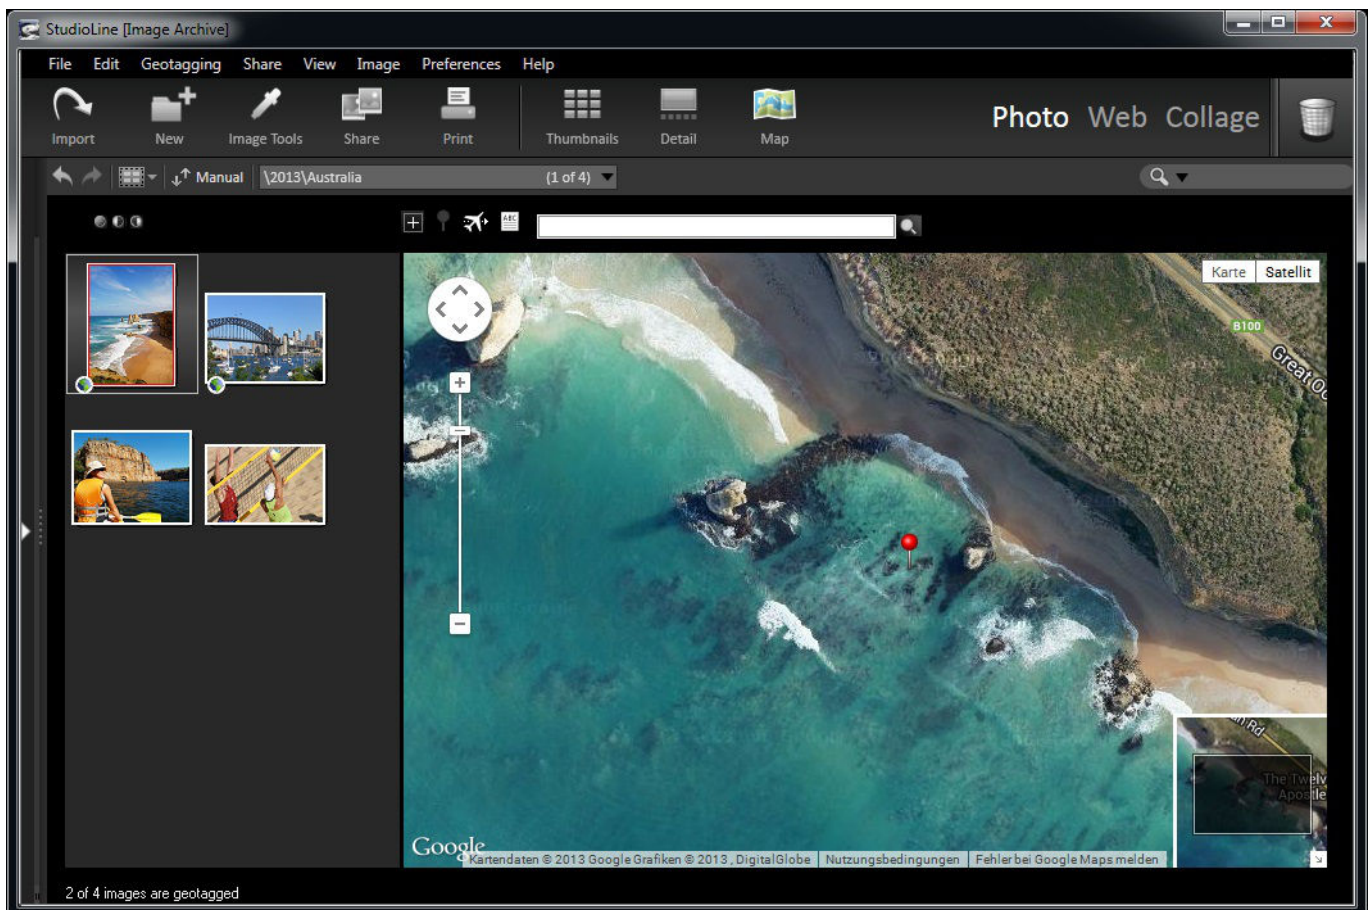 StudioLine [Image Archive]
File Edit Geotagging Share View Image Preferences Help
Import New Image Tools Share Print Thumbnails Detail Map
Photo Web Collage
Manual \2013\Australia (1 of 4)
ABC
Karte Satellit
B100
Great Oc
Rd
The Twelv
Apostle
Google
Kartendaten © 2013 Google Grafiken © 2013 , DigitalGlobe Nutzungsbedingungen Fehler bei Google Maps melden
2 of 4 images are geotagged